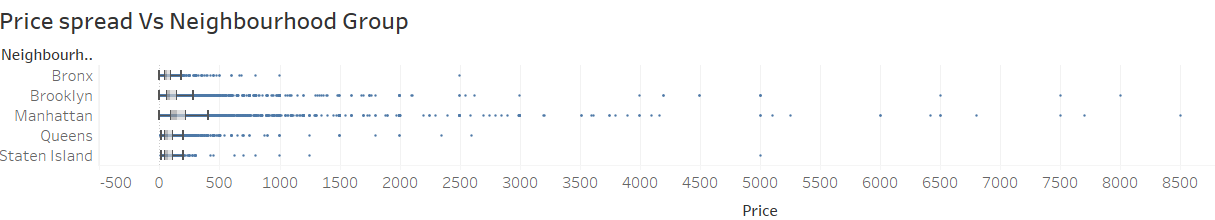 Price spread Vs Neighbourhood Group
Neighbourh..
Bronx
Brooklyn
Manhattan
Queens
Staten Island
-500 0 500 1000 1500 2000 2500 3000 3500 4000 4500 5000 5500 6000 6500 7000 7500 8000 8500
Price